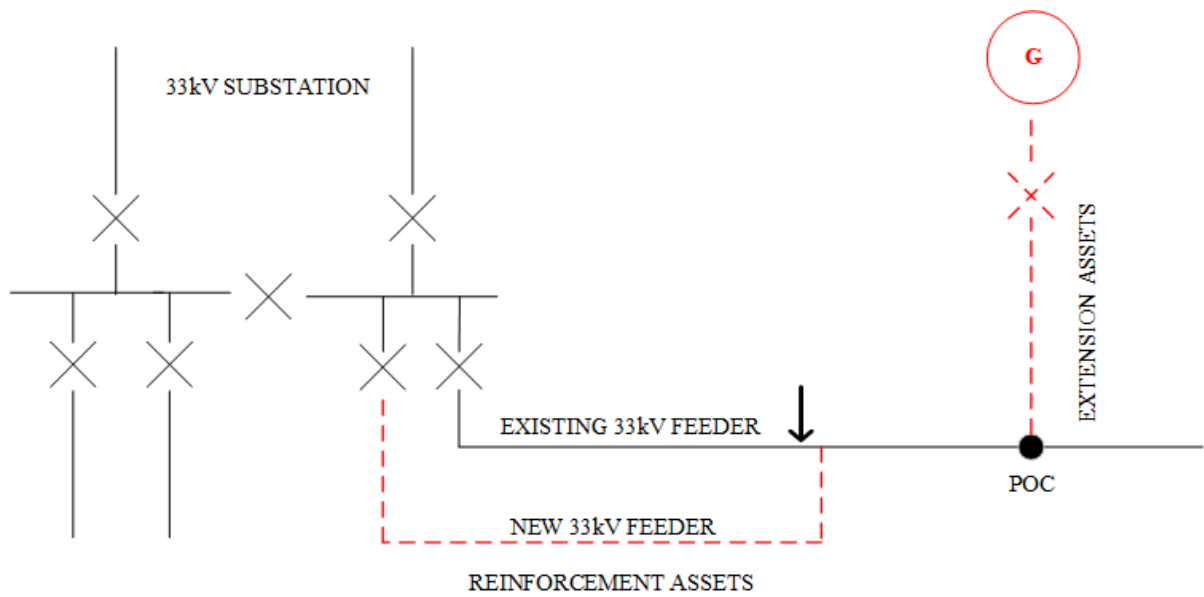 33kV SUBSTATION
G
EXTENSION ASSETS
EXISTING 33kV FEEDER
POC
NEW 33kV FEEDER
REINFORCEMENT ASSETS